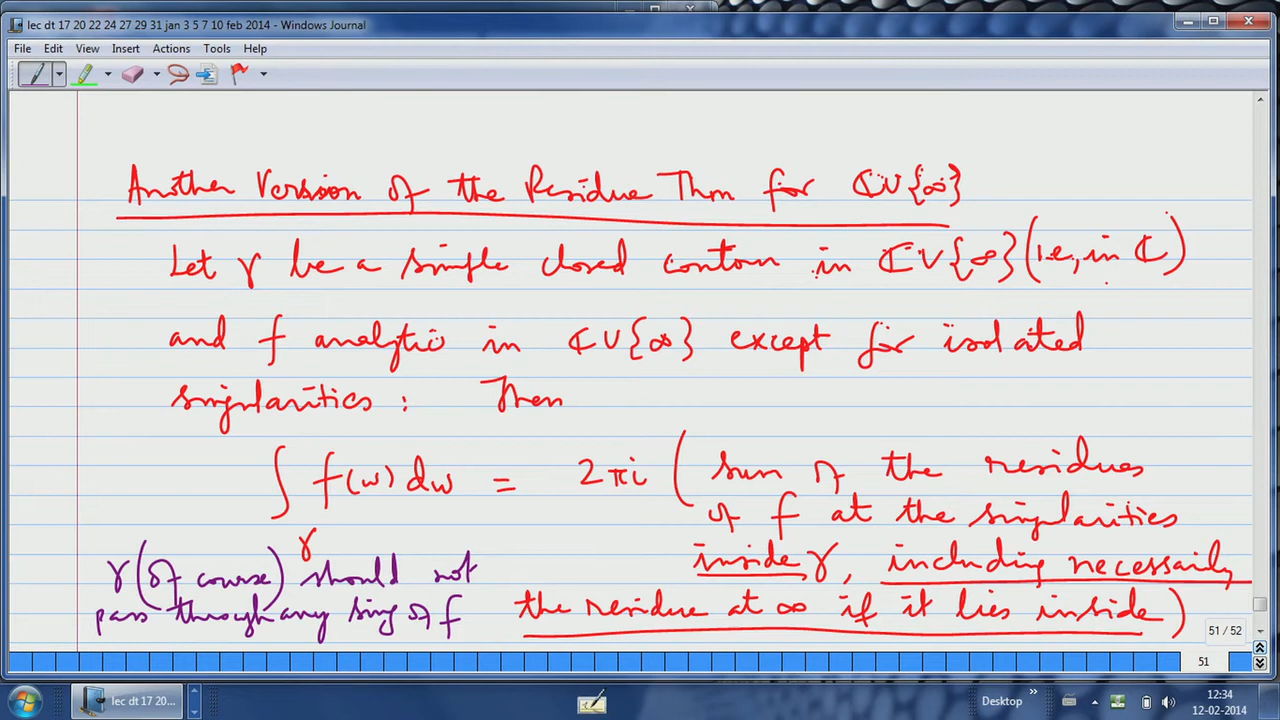 lec dt 17 20 22 24 27 29 31 jan 3 5 7 10 feb 2014 - Windows Journal
File Edit View Insert Actions Tools Help
Another Version of the Residue Thm for ℂ∪{∞}
Let γ be a simple closed contour in ℂ∪{∞} (i.e., in ℂ)
and f analytic in ℂ∪{∞} except for isolated
singularities: Then
∫γ f(w) dw = 2πi (sum of the residues
of f at the singularities
inside γ, including necessarily
the residue at ∞ if it lies inside)
γ (of course) should not
pass through any sing of f
51 / 52
51
lec dt 17 20...
Desktop
12:34
12-02-2014